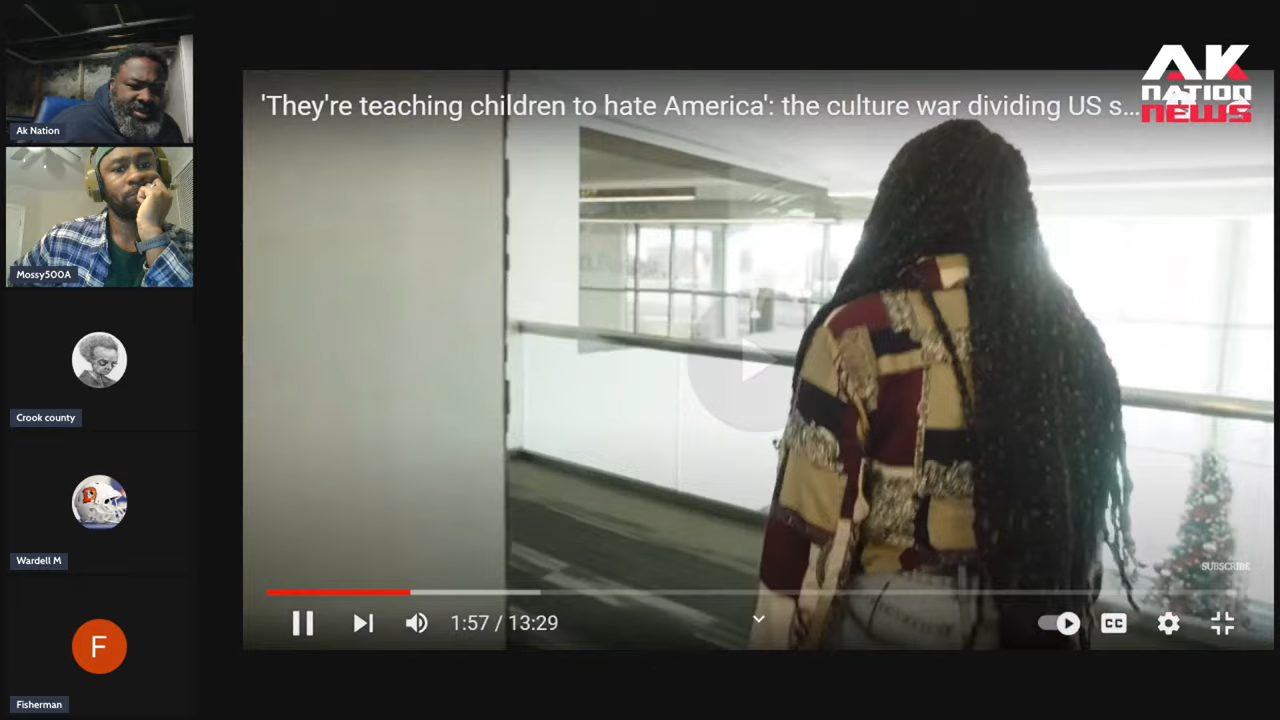 Ak Nation
Mossy500A
Crook county
Wardell M
F
Fisherman
'They're teaching children to hate America': the culture war dividing US s...
AK
NATION
NEWS
SUBSCRIBE
1:57 / 13:29
CC